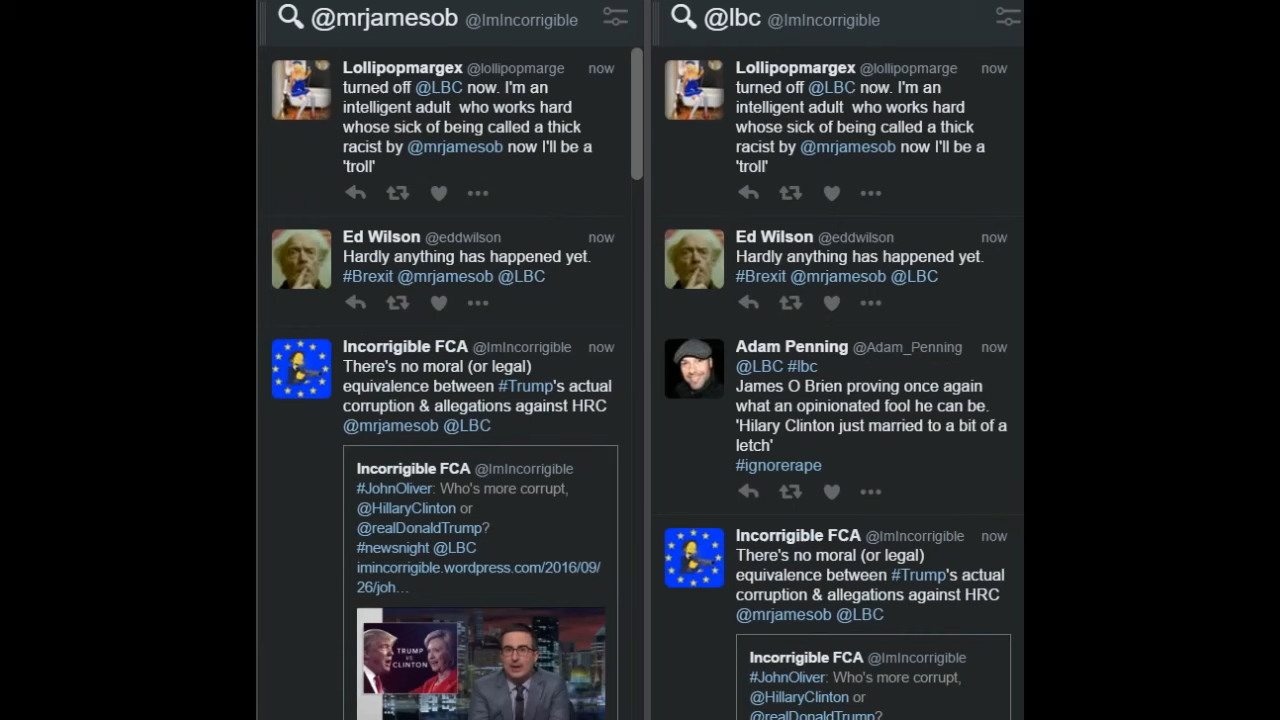 @mrjamesob @ImIncorrigible
Lollipopmargex @lollipopmarge now
turned off @LBC now. I'm an
intelligent adult who works hard
whose sick of being called a thick
racist by @mrjamesob now I'll be a
'troll'
Ed Wilson @eddwilson now
Hardly anything has happened yet.
#Brexit @mrjamesob @LBC
Incorrigible FCA @ImIncorrigible now
There's no moral (or legal)
equivalence between #Trump's actual
corruption & allegations against HRC
@mrjamesob @LBC
Incorrigible FCA @ImIncorrigible
#JohnOliver: Who's more corrupt,
@HillaryClinton or
@realDonaldTrump?
#newsnight @LBC
imincorrigible.wordpress.com/2016/09/
26/joh…
TRUMP
VS
CLINTON
@lbc @ImIncorrigible
Lollipopmargex @lollipopmarge now
turned off @LBC now. I'm an
intelligent adult who works hard
whose sick of being called a thick
racist by @mrjamesob now I'll be a
'troll'
Ed Wilson @eddwilson now
Hardly anything has happened yet.
#Brexit @mrjamesob @LBC
Adam Penning @Adam_Penning now
@LBC #lbc
James O Brien proving once again
what an opinionated fool he can be.
'Hilary Clinton just married to a bit of a
letch'
#ignorerape
Incorrigible FCA @ImIncorrigible now
There's no moral (or legal)
equivalence between #Trump's actual
corruption & allegations against HRC
@mrjamesob @LBC
Incorrigible FCA @ImIncorrigible
#JohnOliver: Who's more corrupt,
@HillaryClinton or
@realDonaldTrump?